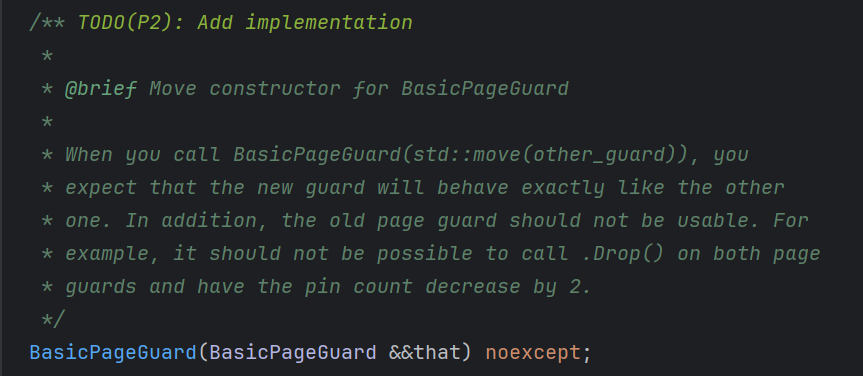 /** TODO(P2): Add implementation
*
* @brief Move constructor for BasicPageGuard
*
* When you call BasicPageGuard(std::move(other_guard)), you
* expect that the new guard will behave exactly like the other
* one. In addition, the old page guard should not be usable. For
* example, it should not be possible to call .Drop() on both page
* guards and have the pin count decrease by 2.
*/
BasicPageGuard(BasicPageGuard &&that) noexcept;